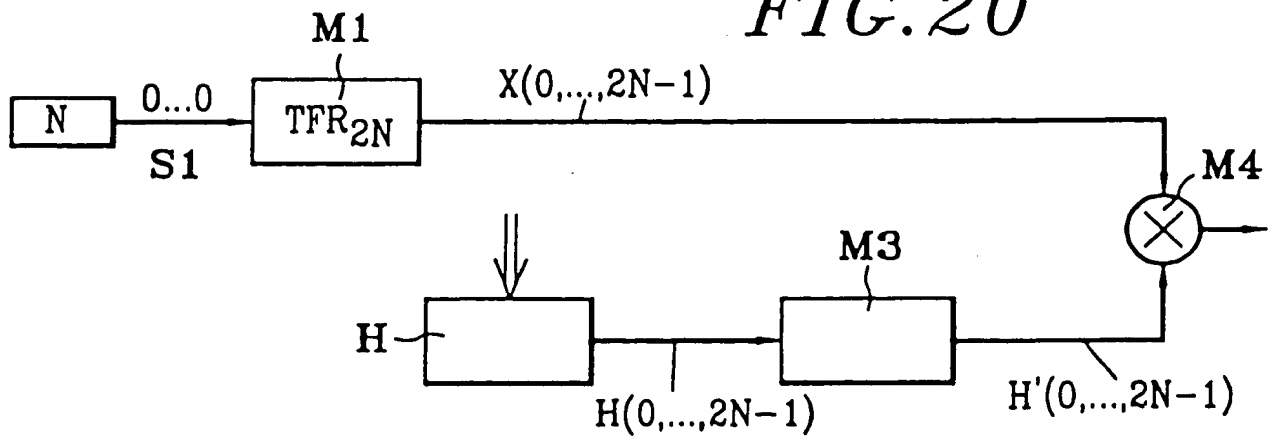 FIG. 20
M1
N
0...0
TFR2N
X(0,...,2N-1)
S1
M4
M3
H
H(0,...,2N-1)
H'(0,...,2N-1)